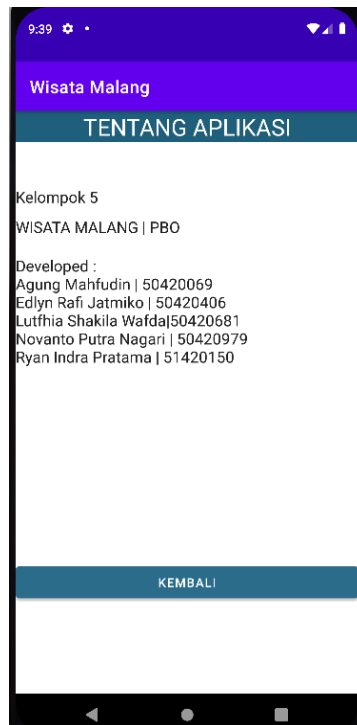 9:39
Wisata Malang
TENTANG APLIKASI
Kelompok 5
WISATA MALANG | PBO
Developed :
Agung Mahfudin | 50420069
Edlyn Rafi Jatmiko | 50420406
Lutfhia Shakila Wafda|50420681
Novanto Putra Nagari | 50420979
Ryan Indra Pratama | 51420150
KEMBALI